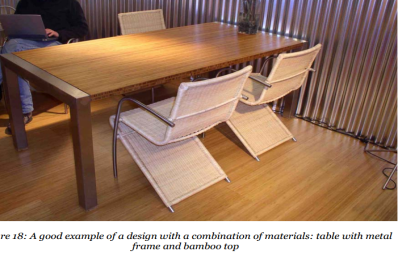 re 18: A good example of a design with a combination of materials: table with metal
frame and bamboo top